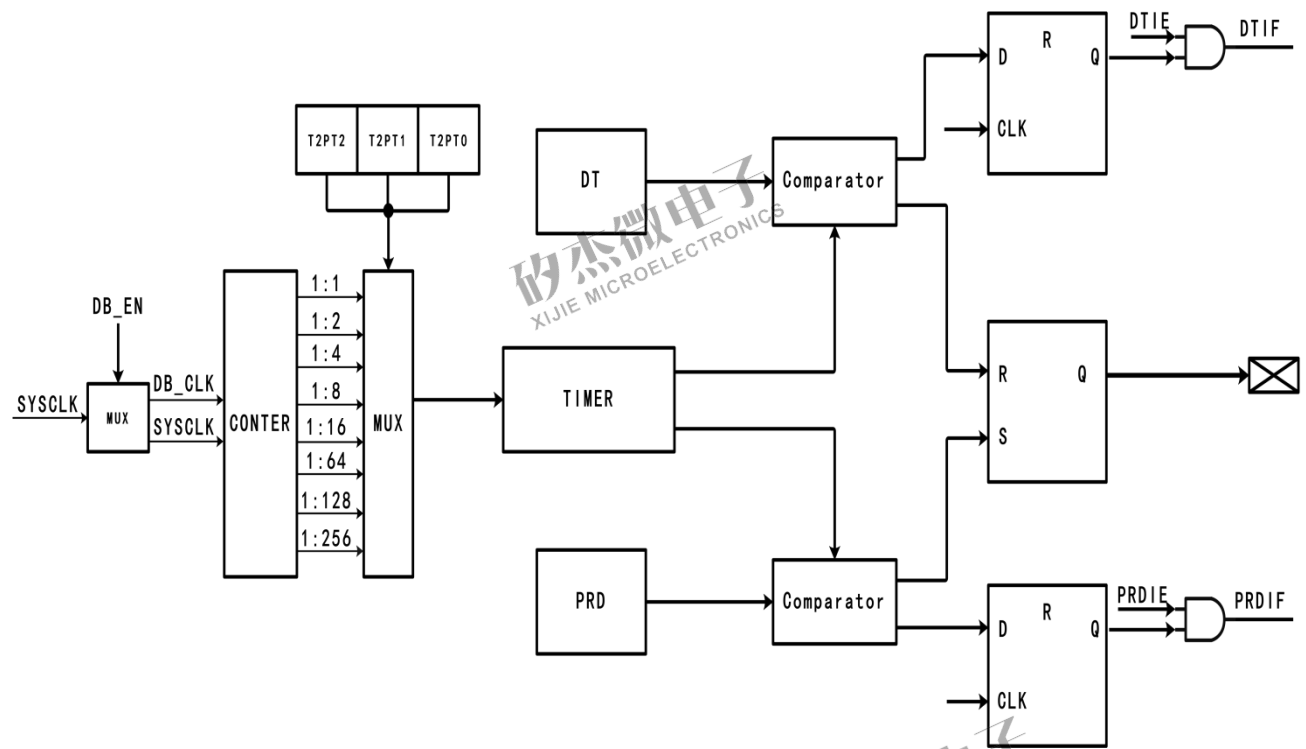 DTIE
DTIF
D
R
Q
CLK
T2PT2
T2PT1
T2PT0
DT
Comparator
矽杰微电子
XIJIE MICROELECTRONICS
DB_EN
SYSCLK
MUX
DB_CLK
SYSCLK
CONTER
1:1
1:2
1:4
1:8
1:16
1:64
1:128
1:256
MUX
TIMER
R
Q
S
PRD
Comparator
PRDIE
PRDIF
D
R
Q
CLK